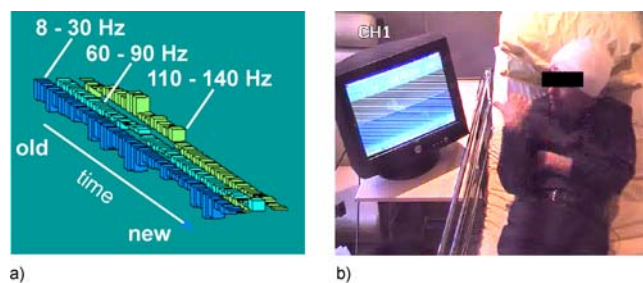 8 - 30 Hz
60 - 90 Hz
110 - 140 Hz
old
time
new
CH1
a)
b)